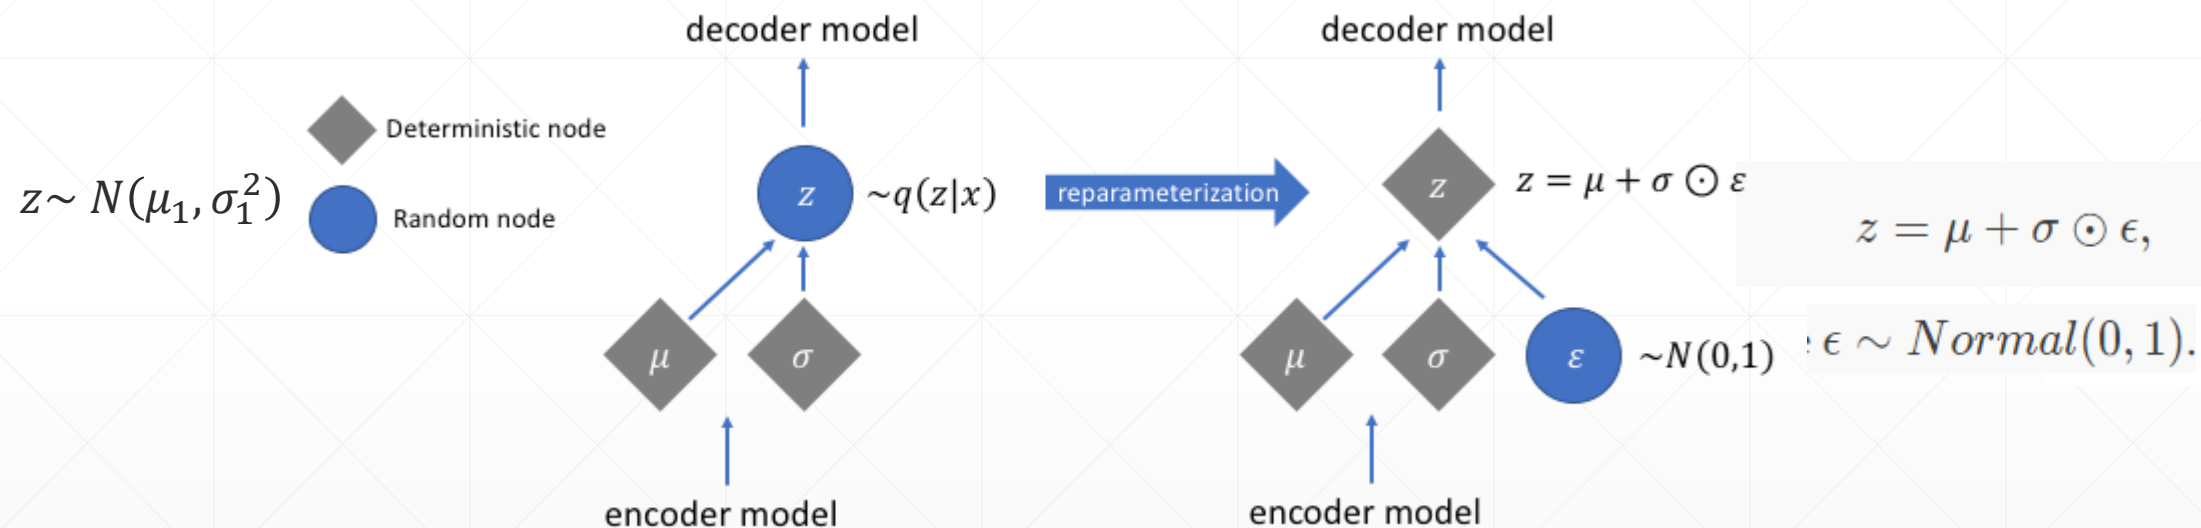 z~ N(μ₁, σ₁²)
Deterministic node
Random node
decoder model
z
~q(z|x)
μ
σ
encoder model
reparameterization
decoder model
z
z = μ + σ ⊙ ε
μ
σ
ε
~N(0,1)
encoder model
z = μ + σ ⊙ ϵ,
ϵ ∼ Normal(0, 1).